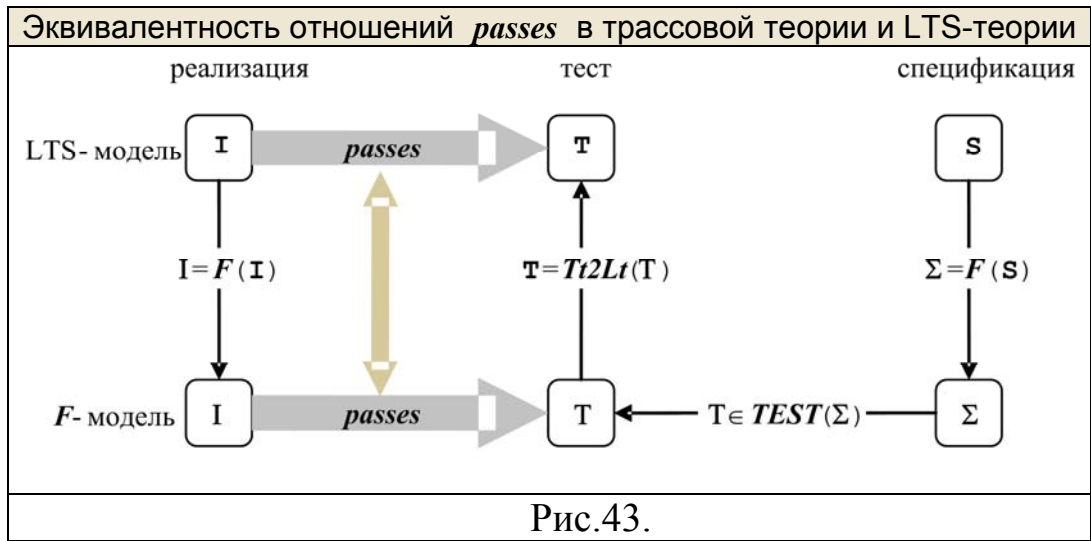 Эквивалентность отношений passes в трассовой теории и LTS-теории
реализация тест спецификация
LTS- модель I passes T S
I=F(I) T=Tt2Lt(T) Σ=F(S)
F- модель I passes T T∈TEST(Σ) Σ
Рис.43.